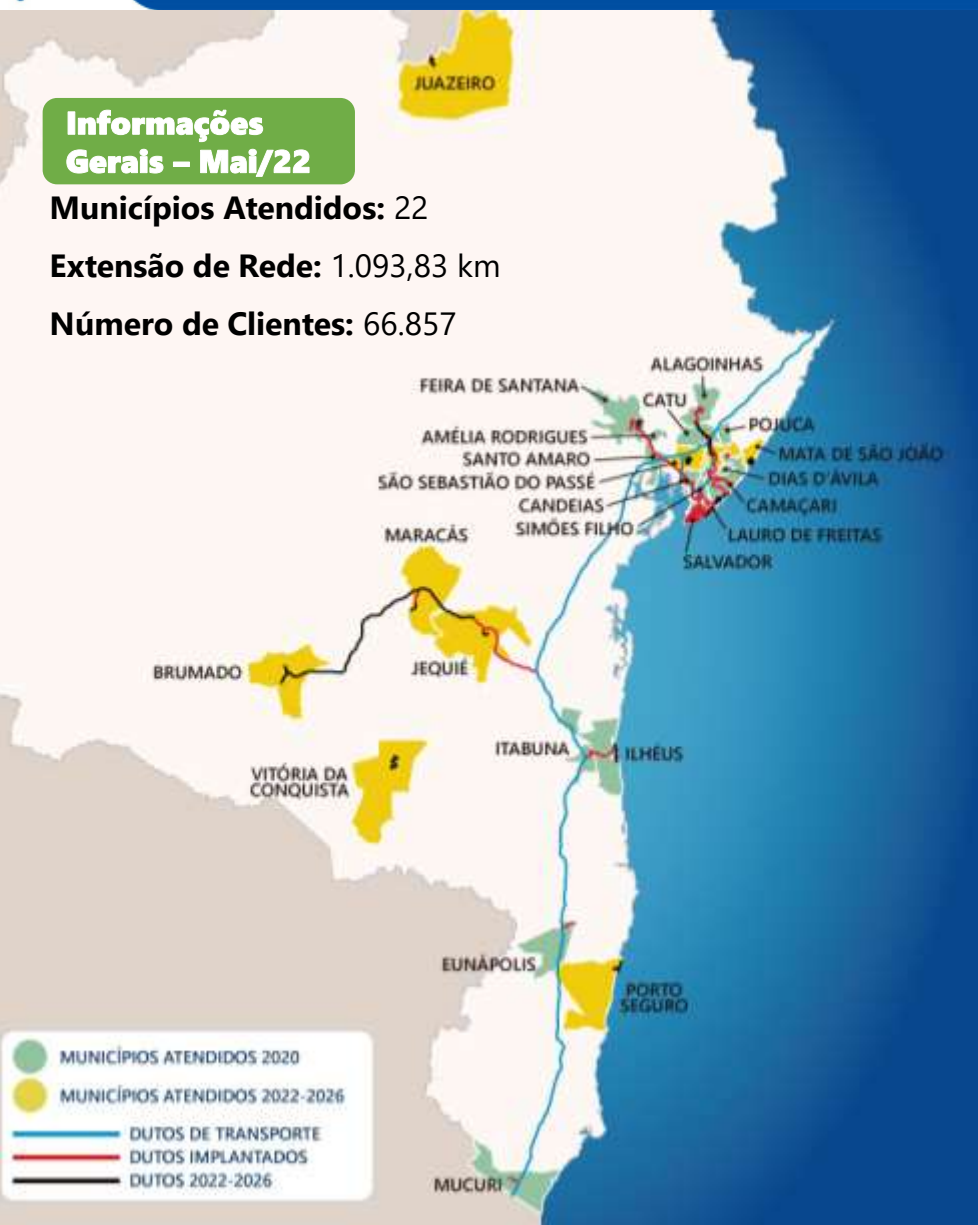 JUAZEIRO
Informações
Gerais – Mai/22
Municípios Atendidos: 22
Extensão de Rede: 1.093,83 km
Número de Clientes: 66.857
ALAGOINHAS
FEIRA DE SANTANA
CATU
POJUCA
AMÉLIA RODRIGUES
MATA DE SÃO JOÃO
SANTO AMARO
DIAS D'ÁVILA
SÃO SEBASTIÃO DO PASSÉ
CANDEIAS
CAMAÇARI
SIMÕES FILHO
LAURO DE FREITAS
SALVADOR
MARACÁS
BRUMADO
JEQUIÉ
ITABUNA
ILHÉUS
VITÓRIA DA
CONQUISTA
EUNÁPOLIS
PORTO
SEGURO
MUNICÍPIOS ATENDIDOS 2020
MUNICÍPIOS ATENDIDOS 2022-2026
DUTOS DE TRANSPORTE
DUTOS IMPLANTADOS
DUTOS 2022-2026
MUCURI